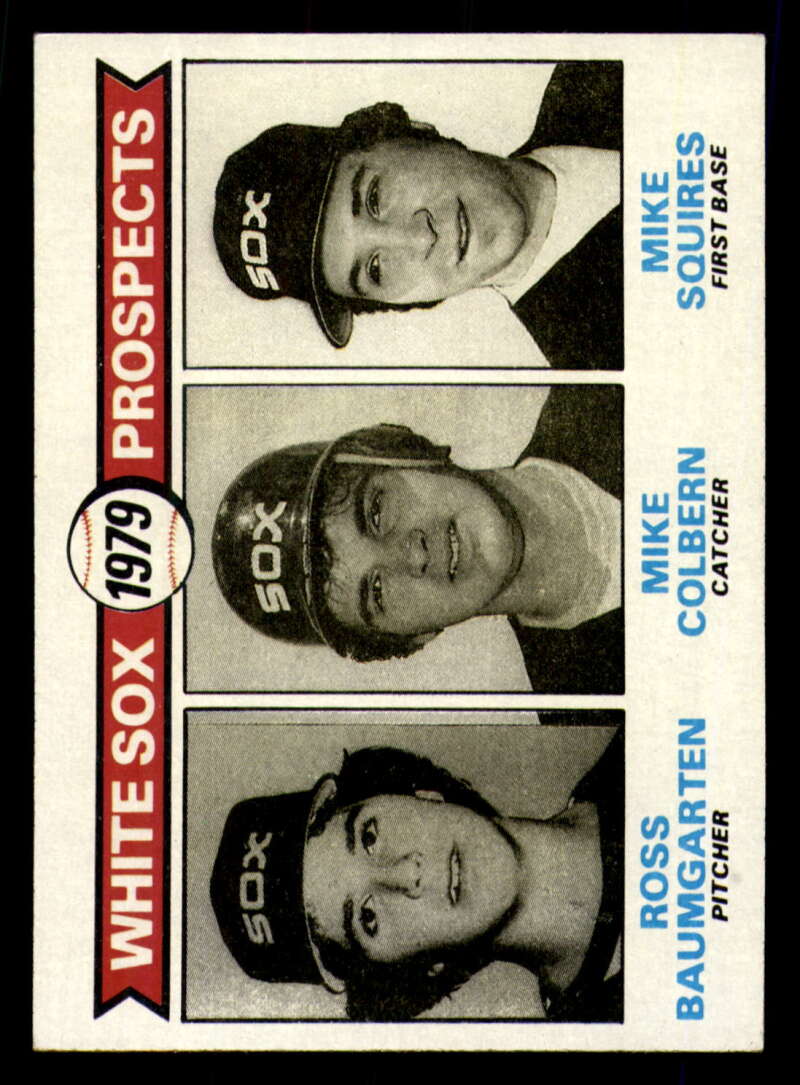 WHITE SOX 1979 PROSPECTS
SOX
SOX
SOX
ROSS
BAUMGARTEN
PITCHER
MIKE
COLBERN
CATCHER
MIKE
SQUIRES
FIRST BASE